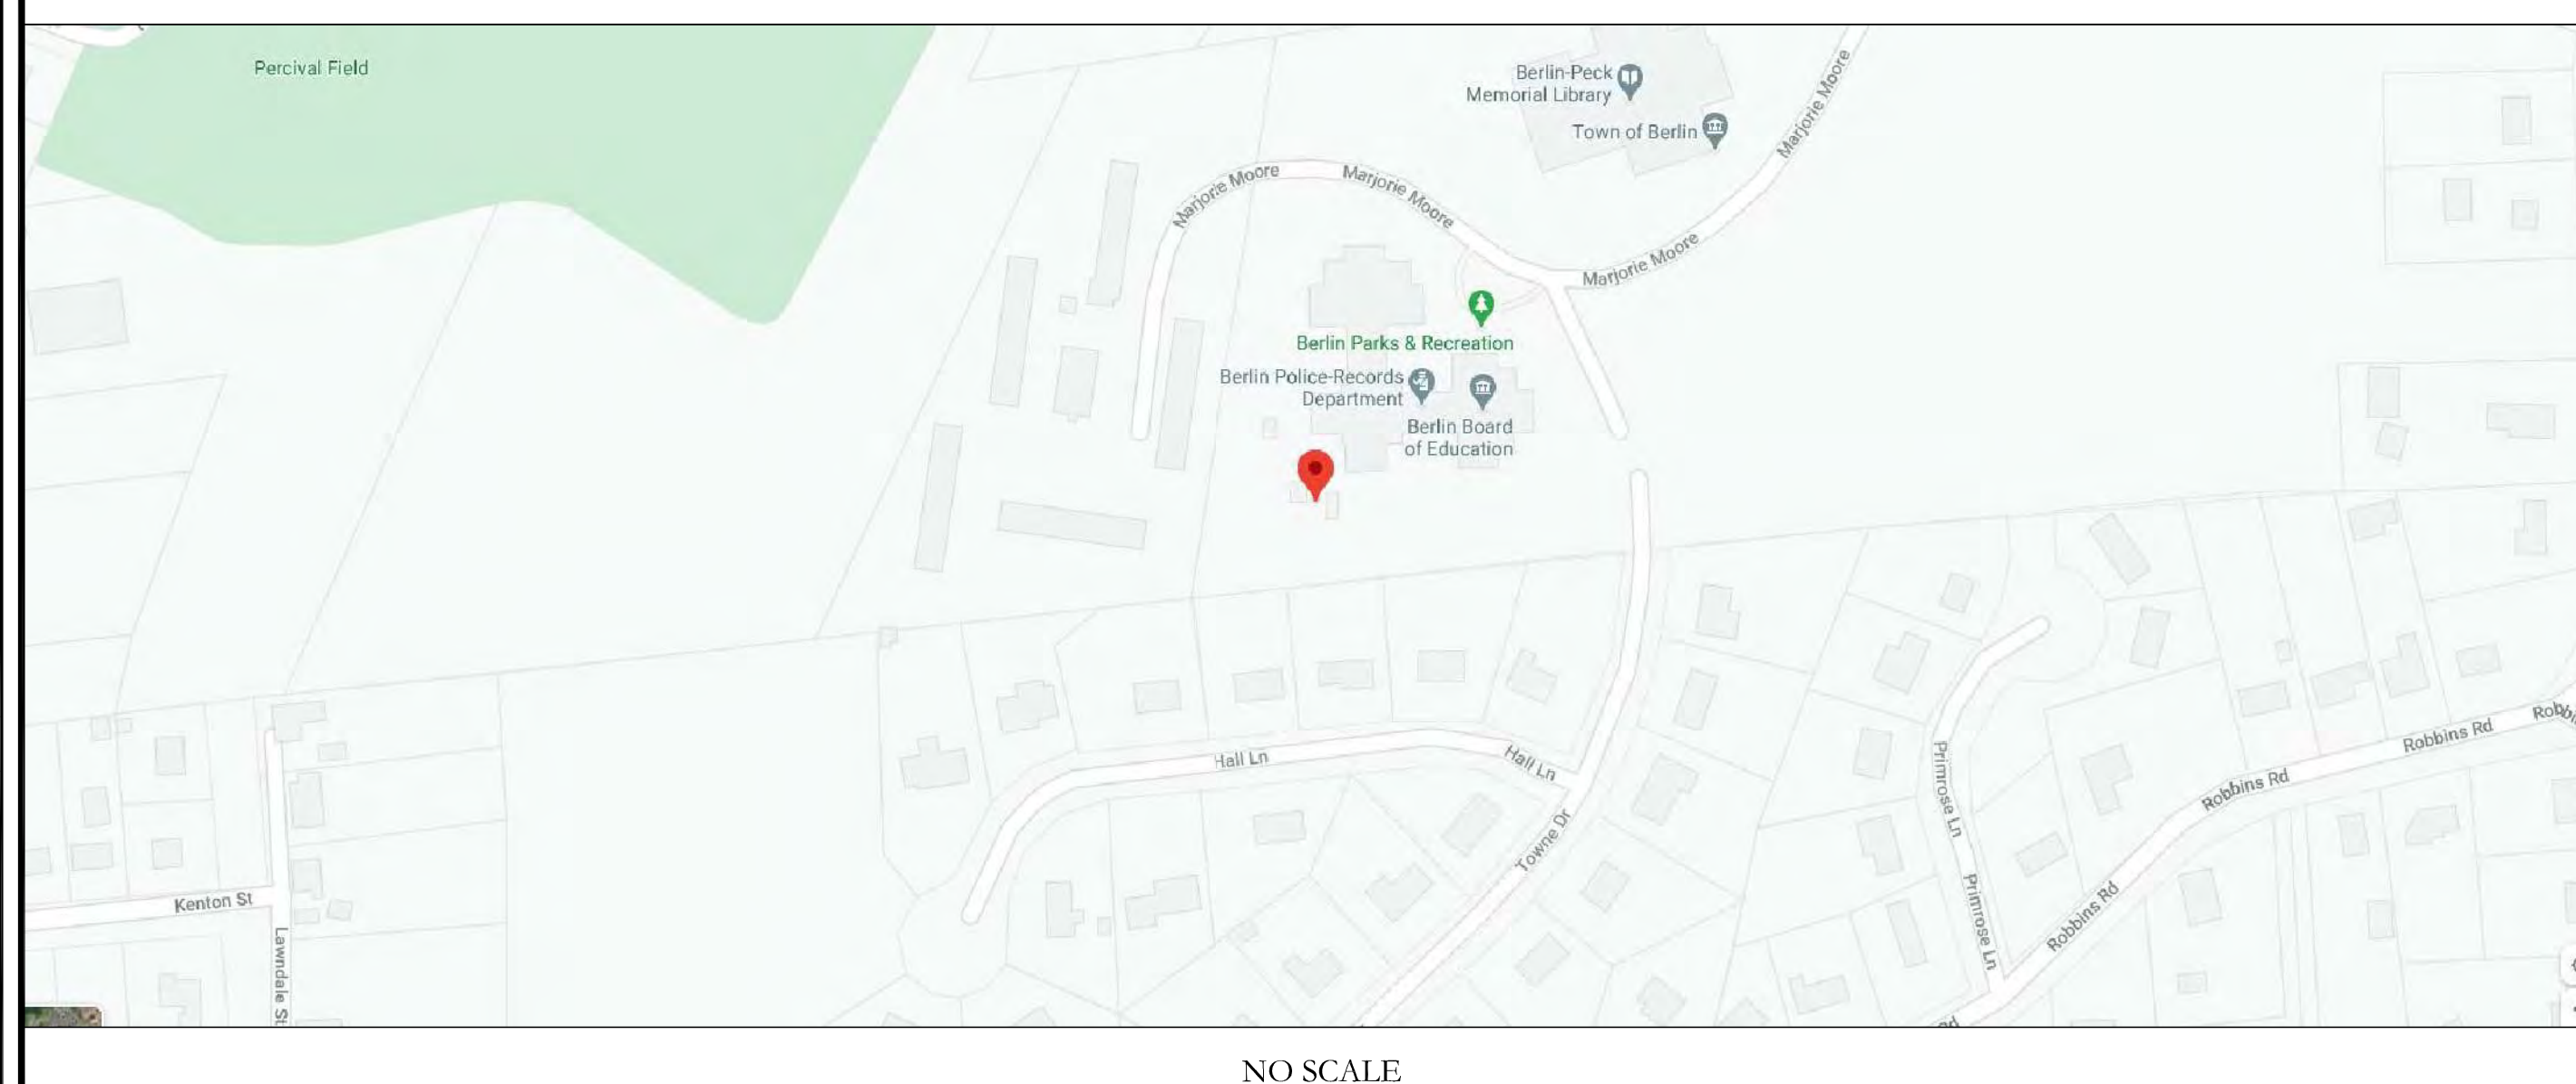 Percival Field
Berlin-Peck
Memorial Library
Town of Berlin
Marjorie Moore
Marjorie Moore
Marjorie Moore
Marjorie Moore
Berlin Parks & Recreation
Berlin Police-Records
Department
Berlin Board
of Education
Hall Ln
Hall Ln
Towne Dr
Primrose Ln
Primrose Ln
Robbins Rd
Robbins Rd
Robbins Rd
Kenton St
Lawndale St
NO SCALE